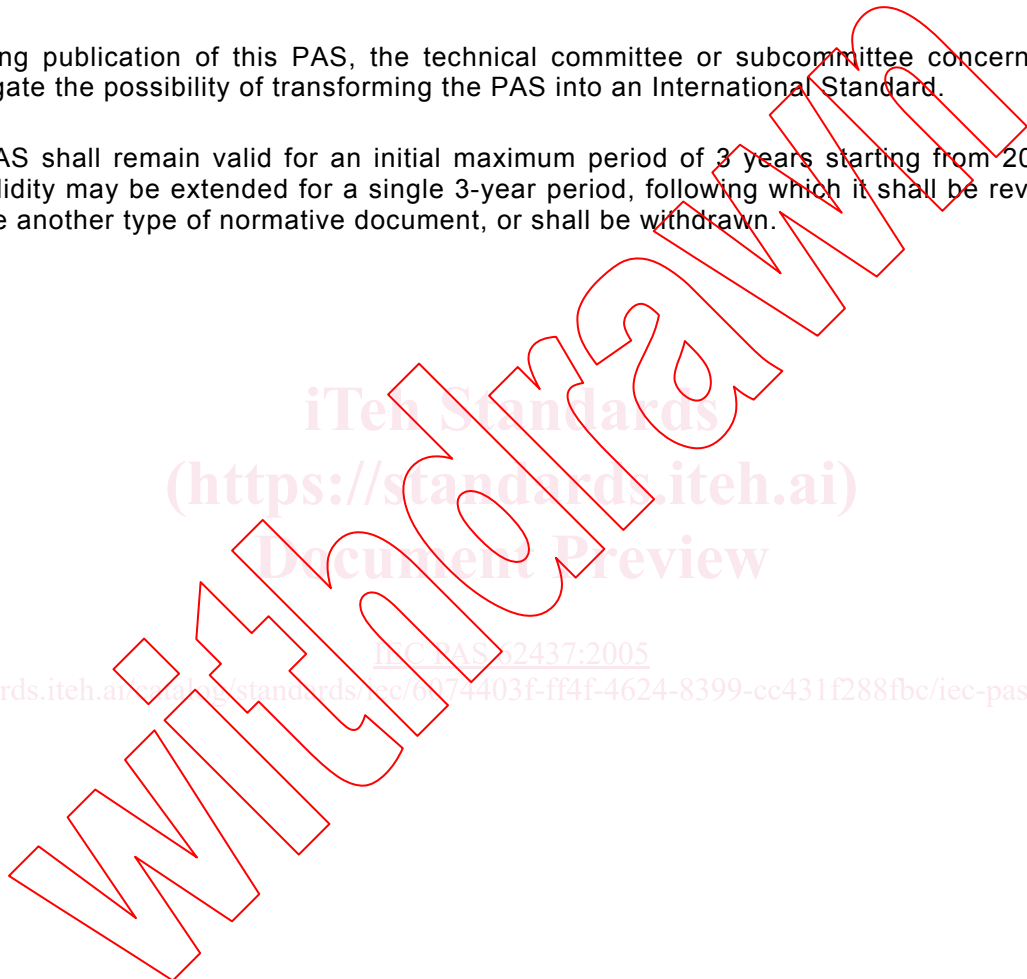 ng publication of this PAS, the technical committee or subcommittee concern
gate the possibility of transforming the PAS into an International Standard.
AS shall remain valid for an initial maximum period of 3 years starting from 20
lidity may be extended for a single 3-year period, following which it shall be rev
e another type of normative document, or shall be withdrawn.
iTeh Standards
(https://standards.iteh.ai)
Document Preview
IEC PAS 62437:2005
rds.iteh.ai/catalog/standards/iec/6074403f-ff4f-4624-8399-cc431f288fbc/iec-pas
withdrawn